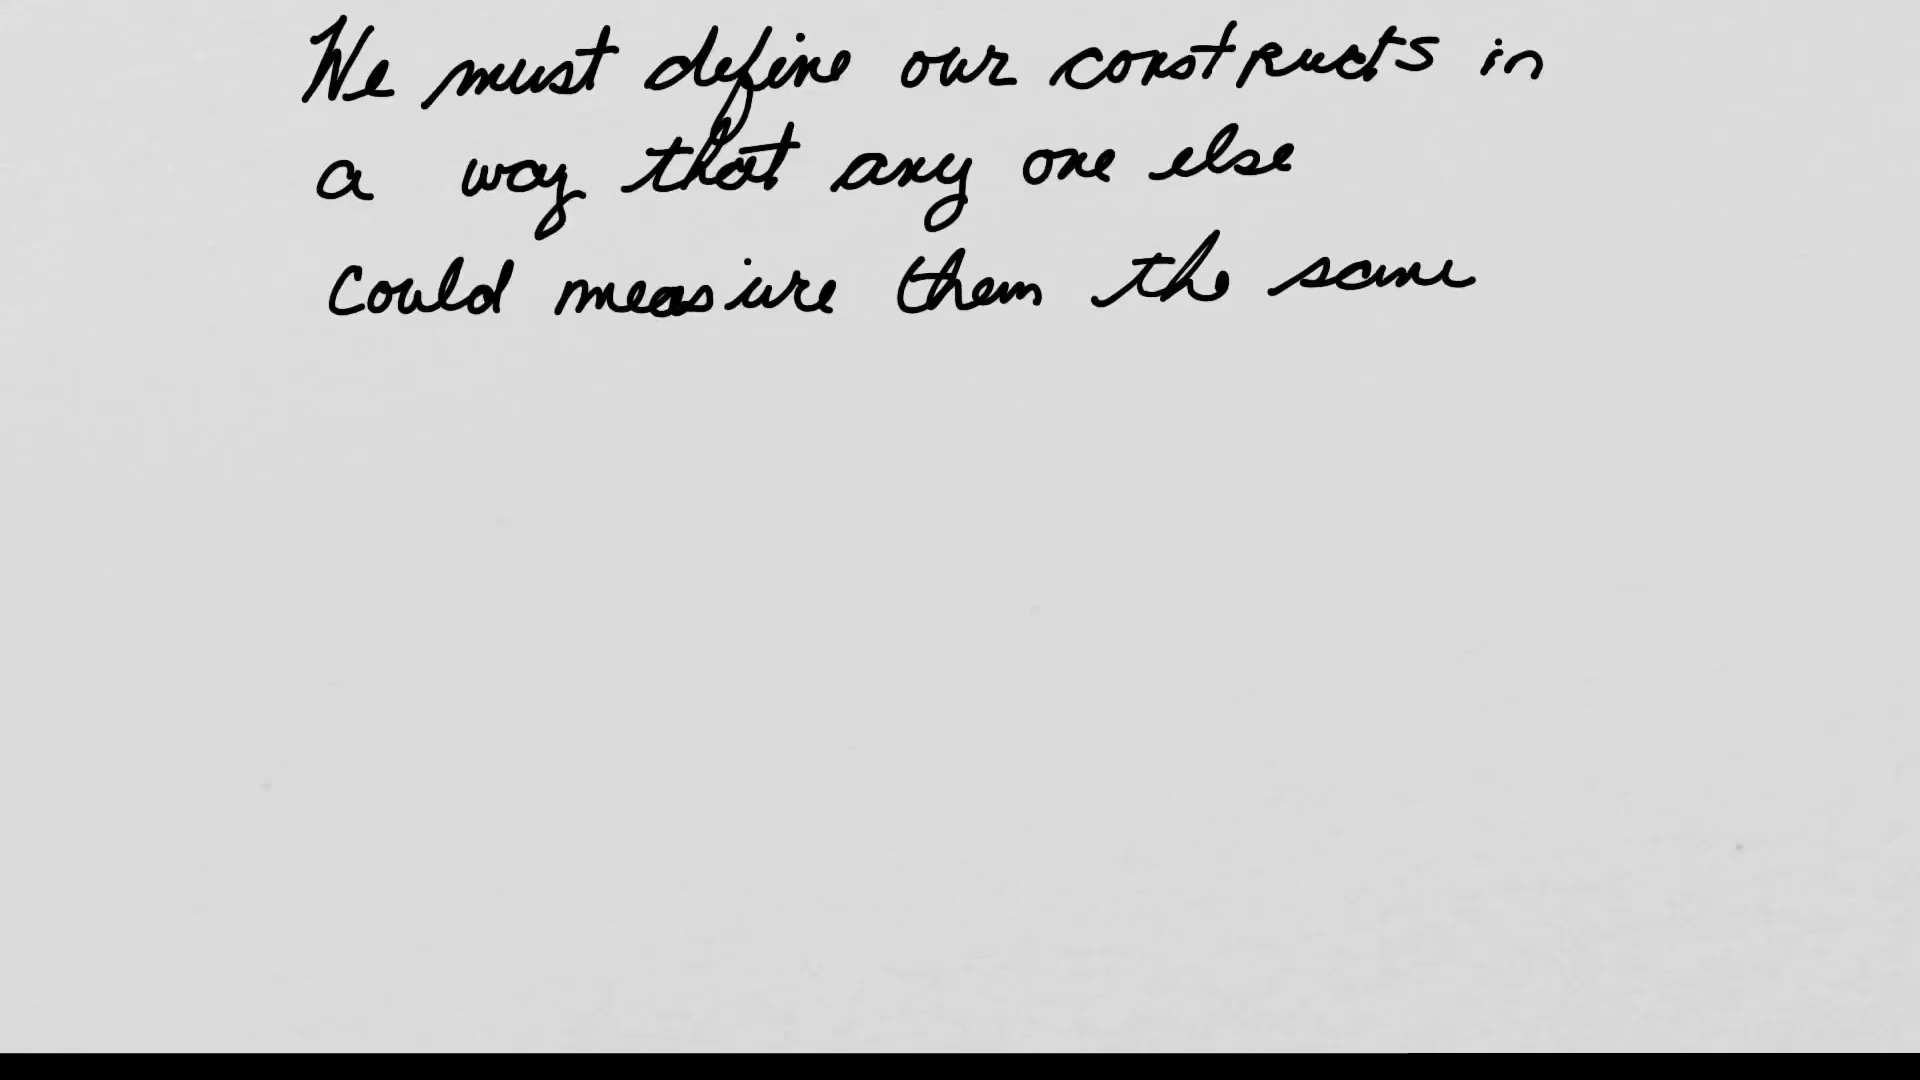 We must define our constructs in
a way that any one else
could measure them the same